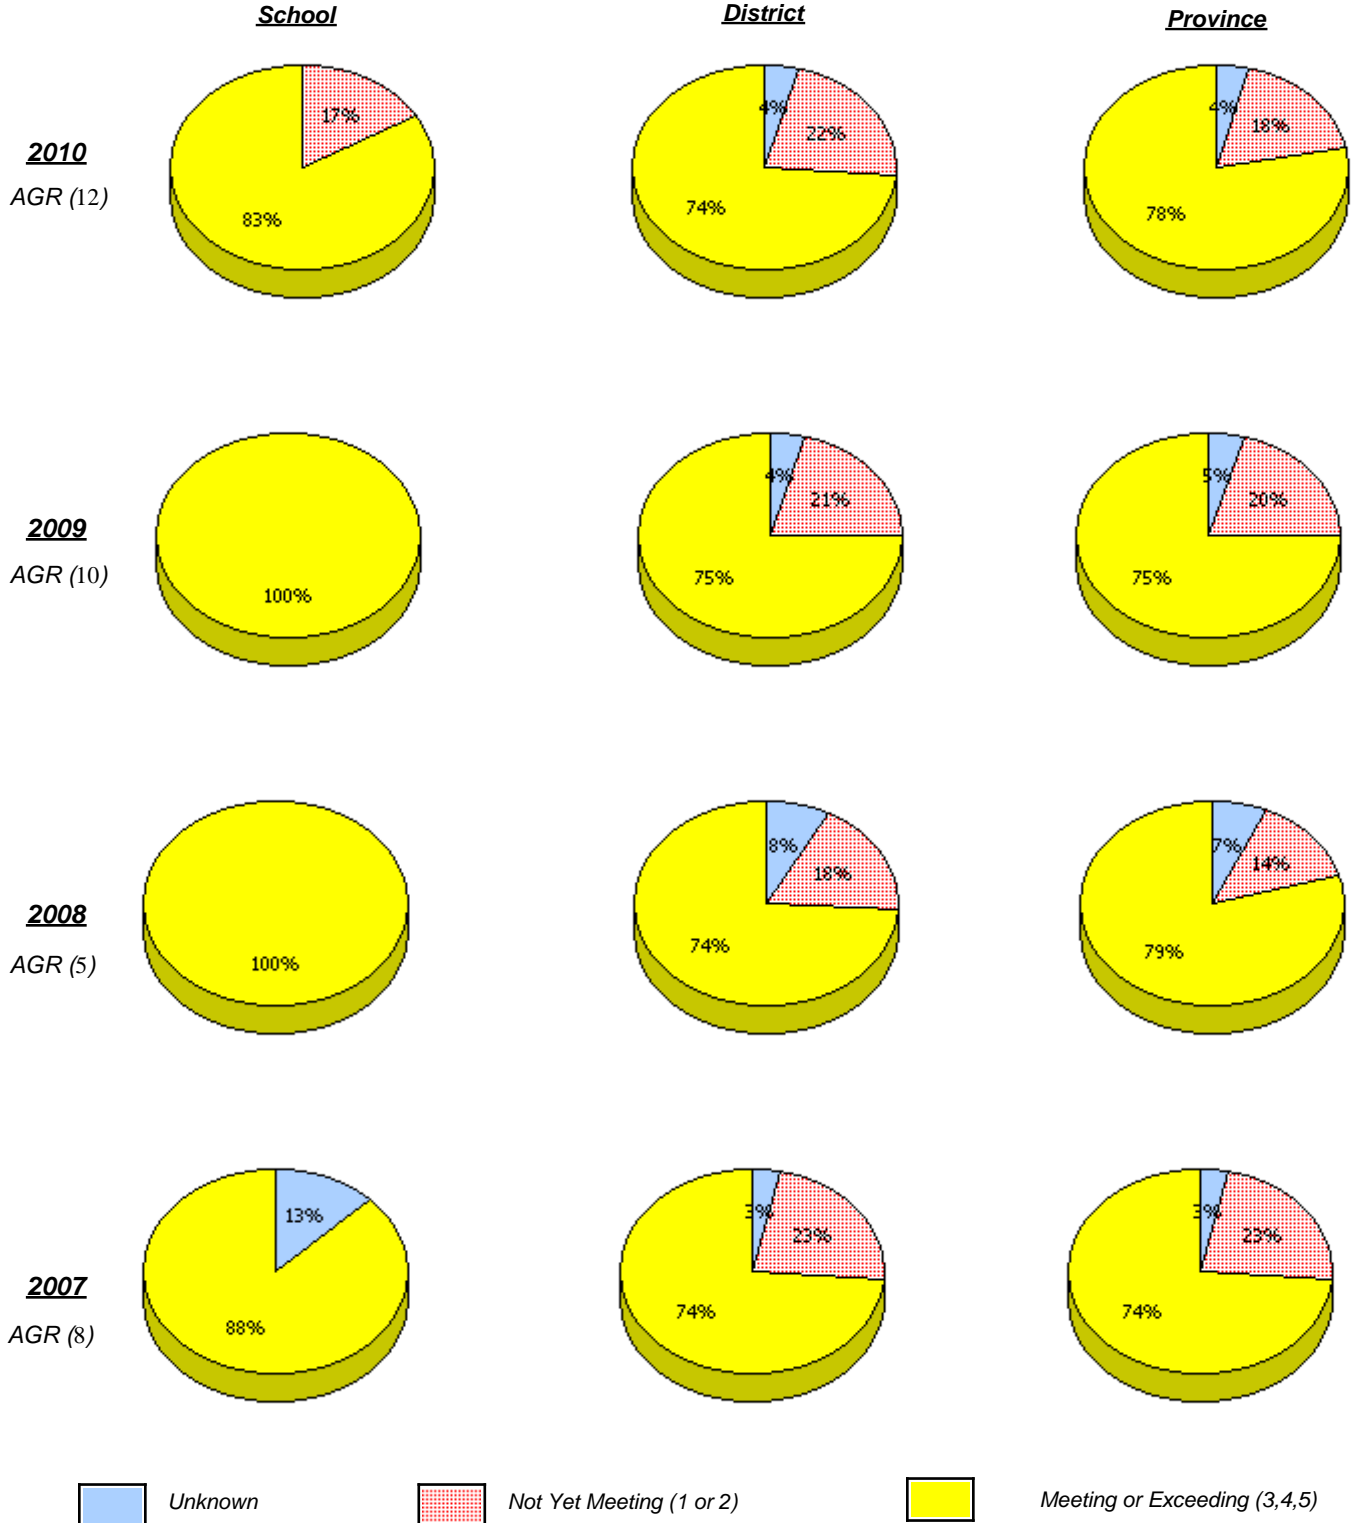 School District Province
17% 4% 22% 4% 18%
2010
AGR (12)
83% 74% 78%
4% 21% 5% 20%
2009
AGR (10)
100% 75% 75%
8% 18% 7% 14%
2008
AGR (5)
100% 74% 79%
13% 3% 23% 3% 23%
2007
AGR (8)
88% 74% 74%
Unknown Not Yet Meeting (1 or 2) Meeting or Exceeding (3,4,5)